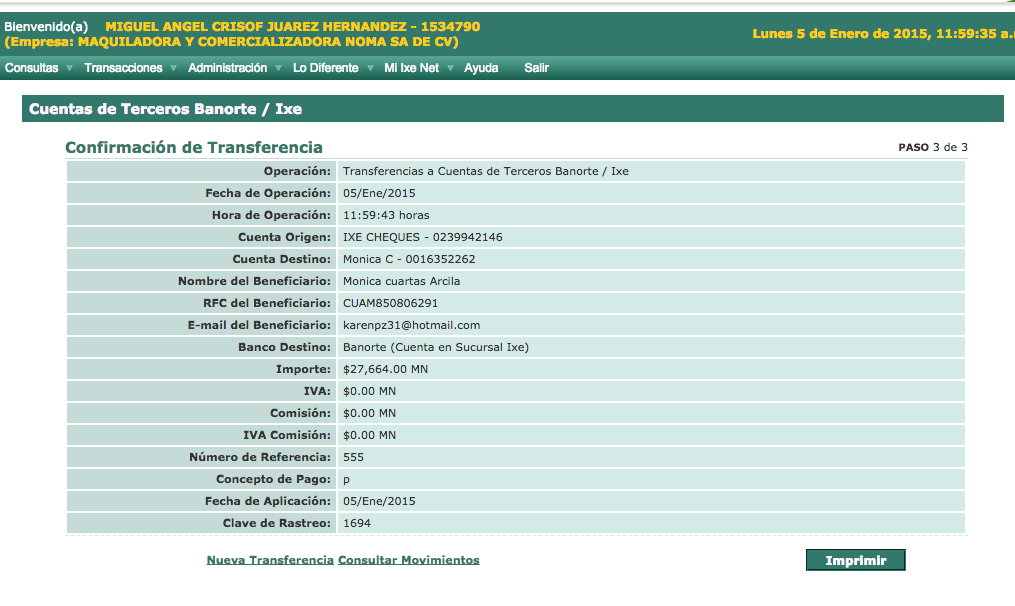 Bienvenido(a) MIGUEL ANGEL CRISOF JUAREZ HERNANDEZ - 1534790
(Empresa: MAQUILADORA Y COMERCIALIZADORA NOMA SA DE CV)
Lunes 5 de Enero de 2015, 11:59:35 a.
Consultas Transacciones Administración Lo Diferente Mi Ixe Net Ayuda Salir
Cuentas de Terceros Banorte / Ixe
Confirmación de Transferencia PASO 3 de 3
Operación: Transferencias a Cuentas de Terceros Banorte / Ixe
Fecha de Operación: 05/Ene/2015
Hora de Operación: 11:59:43 horas
Cuenta Origen: IXE CHEQUES - 0239942146
Cuenta Destino: Monica C - 0016352262
Nombre del Beneficiario: Monica cuartas Arcila
RFC del Beneficiario: CUAM850806291
E-mail del Beneficiario: karenpz31@hotmail.com
Banco Destino: Banorte (Cuenta en Sucursal Ixe)
Importe: $27,664.00 MN
IVA: $0.00 MN
Comisión: $0.00 MN
IVA Comisión: $0.00 MN
Número de Referencia: 555
Concepto de Pago: p
Fecha de Aplicación: 05/Ene/2015
Clave de Rastreo: 1694
Nueva Transferencia Consultar Movimientos Imprimir